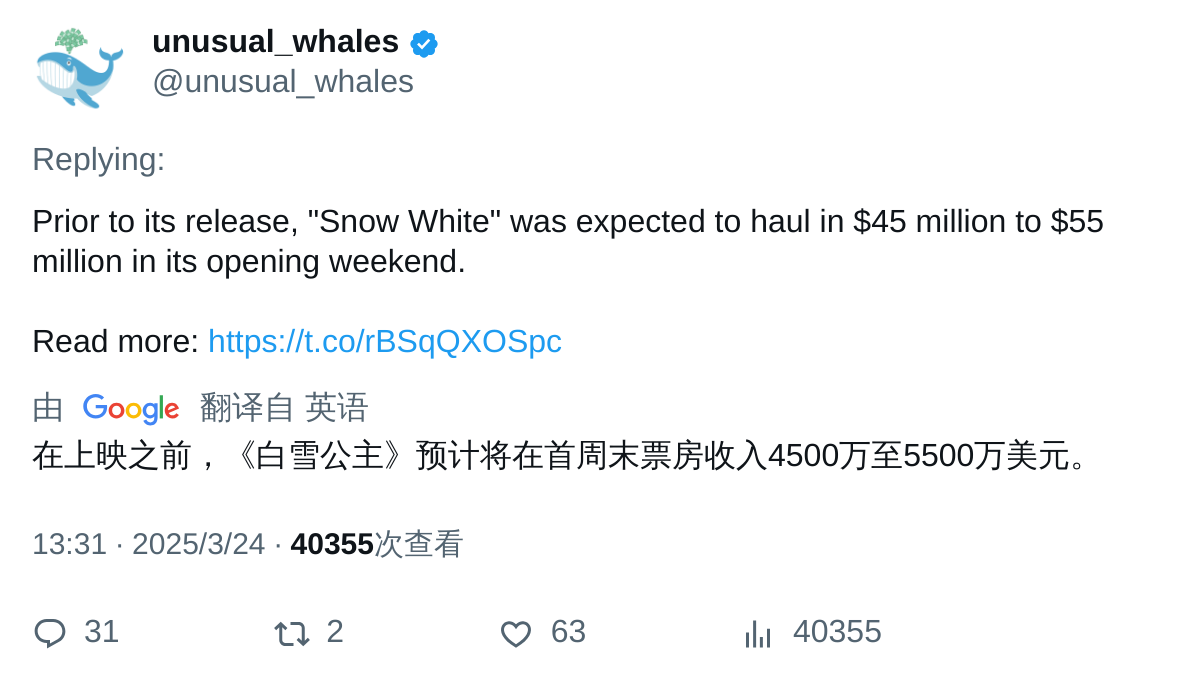 unusual_whales
@unusual_whales
Replying:
Prior to its release, "Snow White" was expected to haul in $45 million to $55
million in its opening weekend.
Read more: https://t.co/rBSqQXOSpc
由 Google 翻译自 英语
在上映之前，《白雪公主》预计将在首周末票房收入4500万至5500万美元。
13:31 · 2025/3/24 · 40355次查看
31 2 63 40355